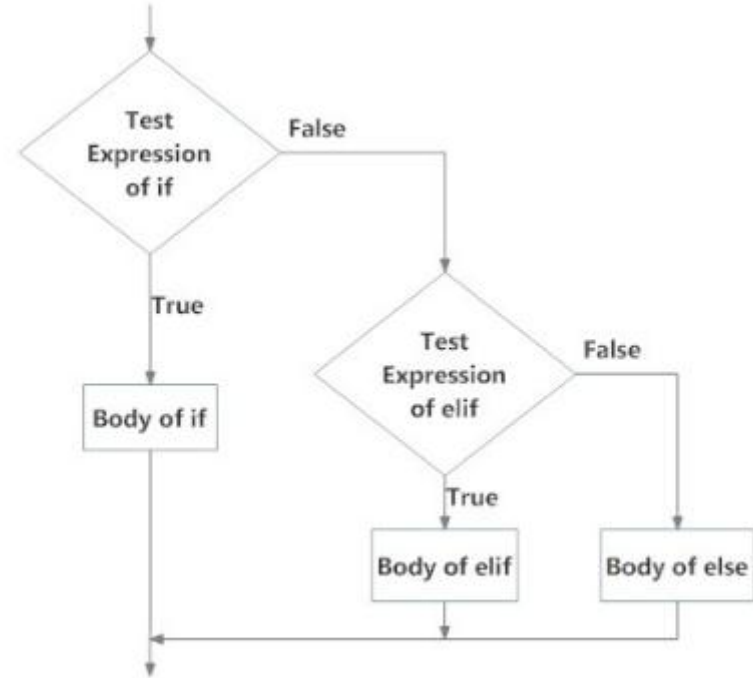 Test
Expression
of if
False
True
Body of if
Test
Expression
of elif
False
True
Body of elif
Body of else